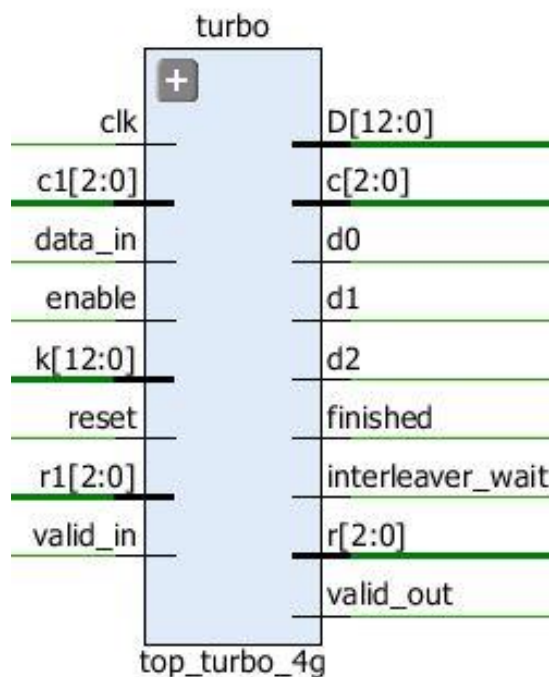 turbo
clk
c1[2:0]
data_in
enable
k[12:0]
reset
r1[2:0]
valid_in
D[12:0]
c[2:0]
d0
d1
d2
finished
interleaver_wait
r[2:0]
valid_out
top_turbo_4g